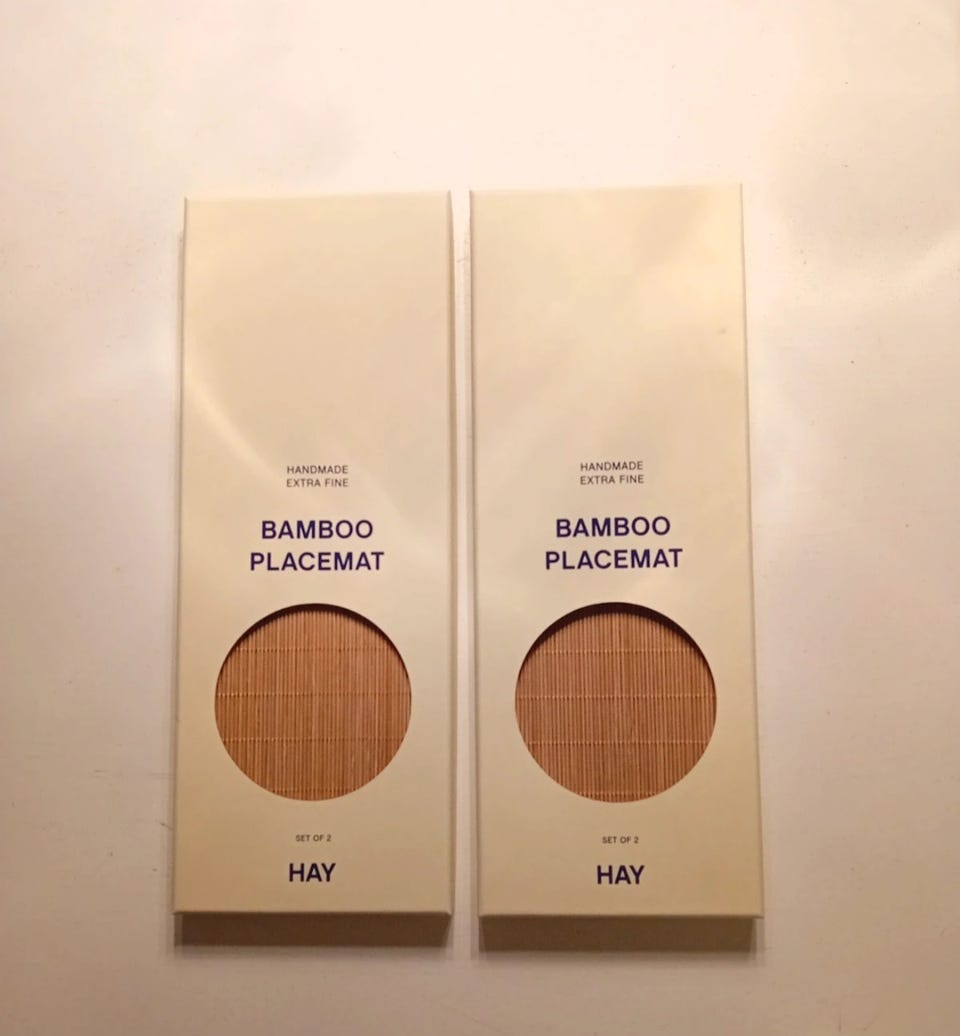 HANDMADE
EXTRA FINE
BAMBOO
PLACEMAT
SET OF 2
HAY
HANDMADE
EXTRA FINE
BAMBOO
PLACEMAT
SET OF 2
HAY